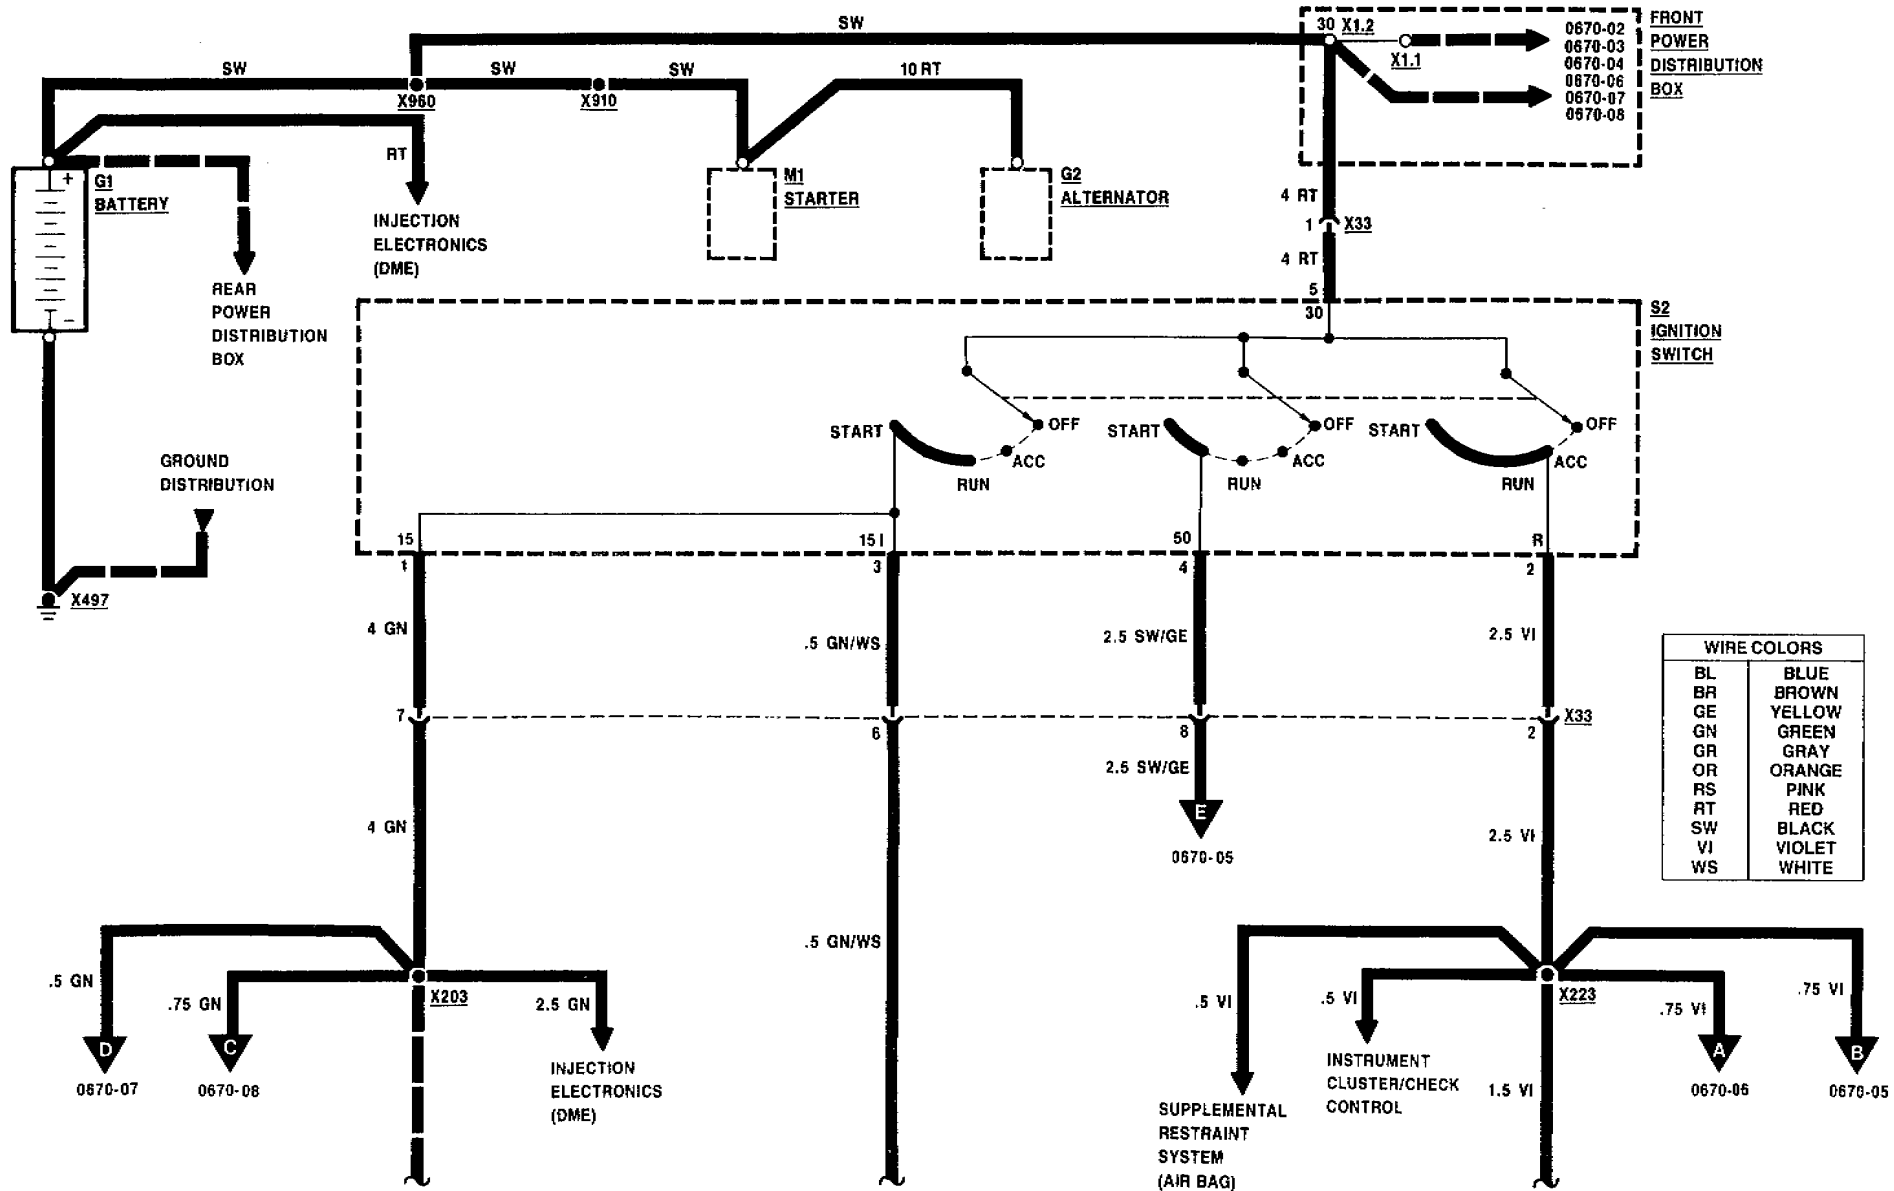 SW
30 X1.2
X1.1
0670-02
0670-03
0670-04
0670-06
0670-07
0670-08
FRONT
POWER
DISTRIBUTION
BOX
SW
SW
SW
10 RT
X960
X910
RT
+
G1
BATTERY
-
INJECTION
ELECTRONICS
(DME)
M1
STARTER
G2
ALTERNATOR
4 RT
1 X33
4 RT
5
30
REAR
POWER
DISTRIBUTION
BOX
S2
IGNITION
SWITCH
START
OFF
ACC
RUN
START
OFF
ACC
RUN
START
OFF
ACC
RUN
GROUND
DISTRIBUTION
X497
15
15 I
50
R
1
3
4
2
4 GN
.5 GN/WS
2.5 SW/GE
2.5 VI
7
6
8
2
X33
2.5 SW/GE
E
0670-05
4 GN
2.5 VI
WIRE COLORS
BL BLUE
BR BROWN
GE YELLOW
GN GREEN
GR GRAY
OR ORANGE
RS PINK
RT RED
SW BLACK
VI VIOLET
WS WHITE
.5 GN/WS
.5 GN
.75 GN
X203
2.5 GN
D
0670-07
C
0670-08
INJECTION
ELECTRONICS
(DME)
.5 VI
.5 VI
X223
.75 VI
.75 VI
SUPPLEMENTAL
RESTRAINT
SYSTEM
(AIR BAG)
INSTRUMENT
CLUSTER/CHECK
CONTROL
1.5 VI
A
0670-06
B
0670-05